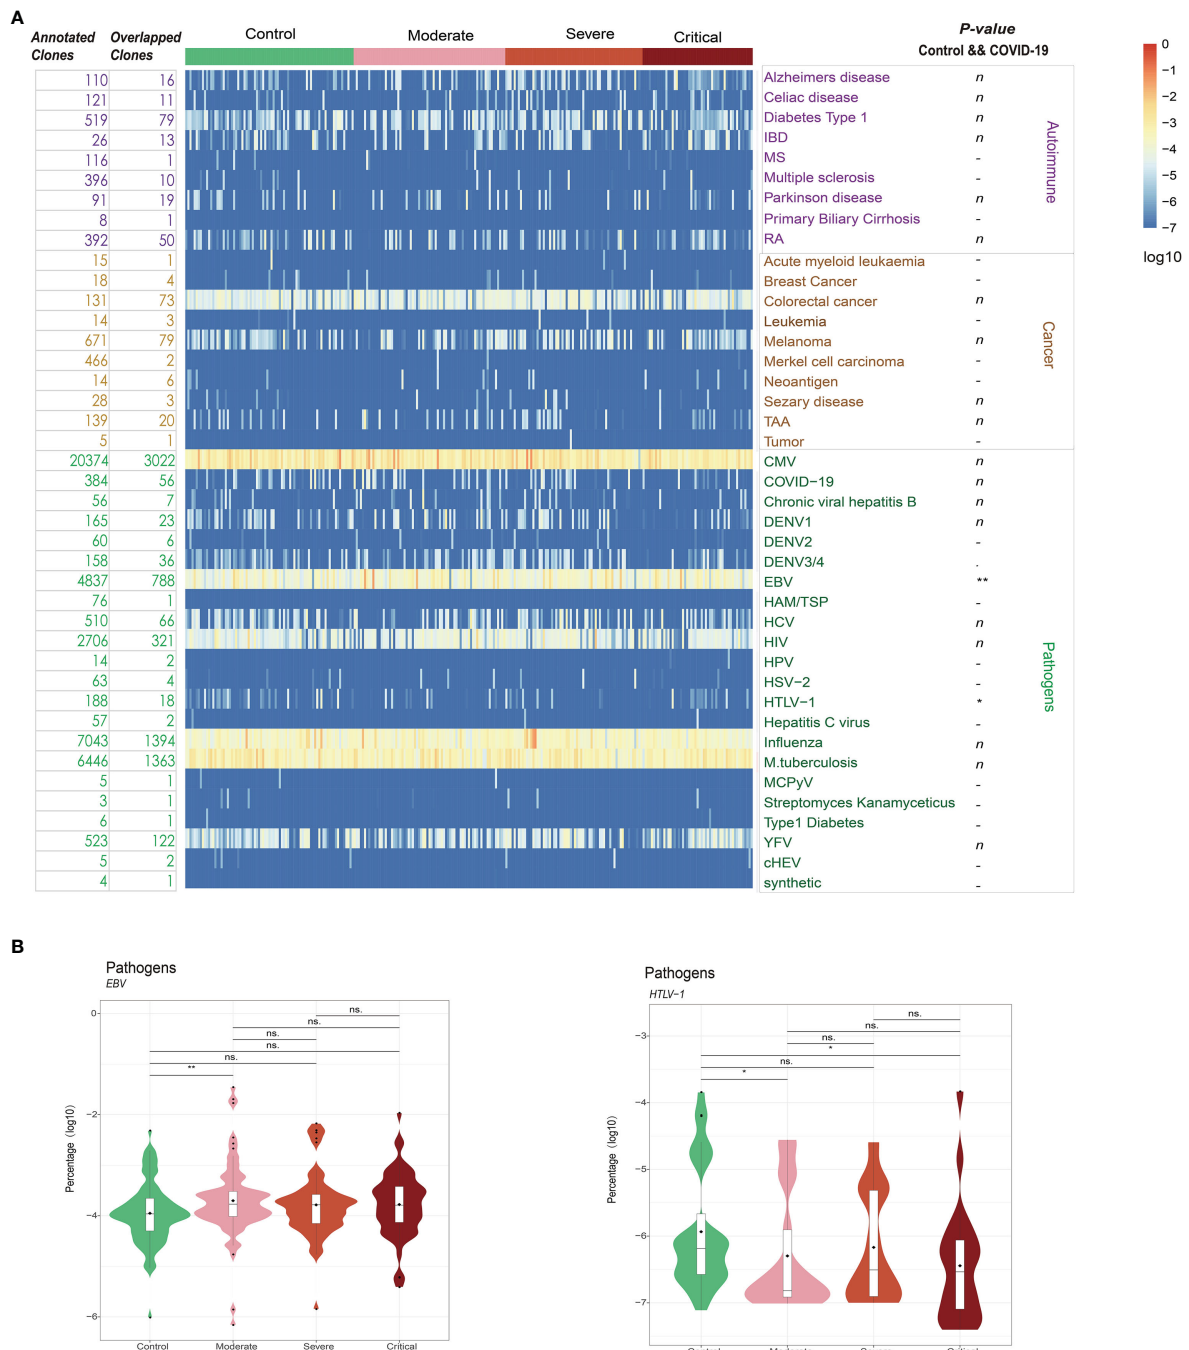 A
Annotated Clones Overlapped Clones Control Moderate Severe Critical P-value
Control && COVID-19
110 16 Alzheimers disease n
121 11 Celiac disease n
519 79 Diabetes Type 1 n
26 13 IBD n
116 1 MS -
396 10 Multiple sclerosis -
91 19 Parkinson disease n
8 1 Primary Biliary Cirrhosis -
392 50 RA n
Autoimmune
15 1 Acute myeloid leukaemia -
18 4 Breast Cancer -
131 73 Colorectal cancer n
14 3 Leukemia -
671 79 Melanoma n
466 2 Merkel cell carcinoma -
14 6 Neoantigen -
28 3 Sezary disease n
139 20 TAA n
5 1 Tumor -
Cancer
20374 3022 CMV n
384 56 COVID−19 n
56 7 Chronic viral hepatitis B n
165 23 DENV1 n
60 6 DENV2 -
158 36 DENV3/4 .
4837 788 EBV **
76 1 HAM/TSP -
510 66 HCV n
2706 321 HIV n
14 2 HPV -
63 4 HSV−2 -
188 18 HTLV−1 *
57 2 Hepatitis C virus -
7043 1394 Influenza n
6446 1363 M.tuberculosis n
5 1 MCPyV -
3 1 Streptomyces Kanamyceticus -
6 1 Type1 Diabetes -
523 122 YFV n
5 2 cHEV -
4 1 synthetic -
Pathogens
0
−1
−2
−3
−4
−5
−6
−7
log10
B
Pathogens
EBV
Percentage (log10)
0
−2
−4
−6
ns.
ns.
ns.
ns.
ns.
**
Control Moderate Severe Critical
Pathogens
HTLV−1
Percentage (log10)
−3
−4
−5
−6
−7
ns.
ns.
ns.
*
ns.
*
Control Moderate Severe Critical